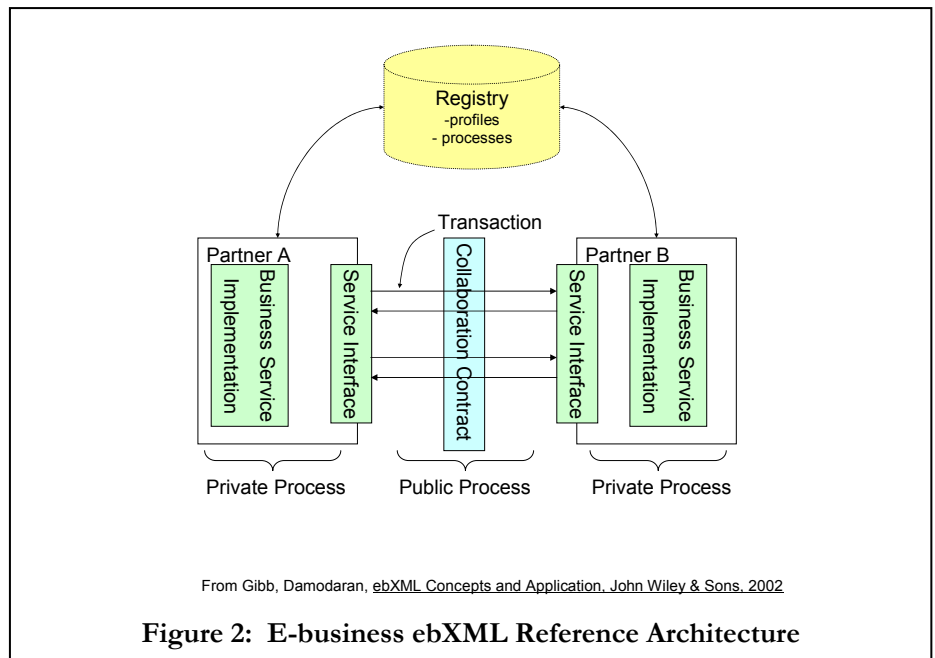 Registry
-profiles
- processes
Transaction
Partner A
Business Service
Implementation
Service Interface
Collaboration Contract
Service Interface
Partner B
Business Service
Implementation
Private Process
Public Process
Private Process
From Gibb, Damodaran, ebXML Concepts and Application, John Wiley & Sons, 2002
Figure 2:  E-business ebXML Reference Architecture